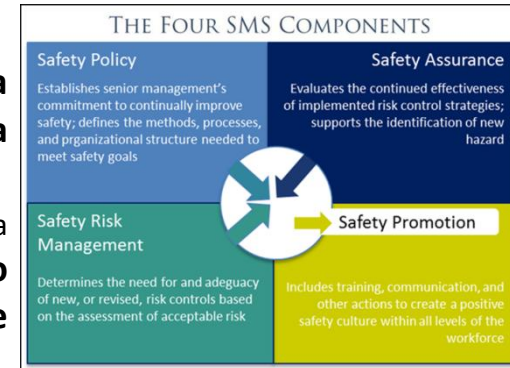 THE FOUR SMS COMPONENTS
Safety Policy
Establishes senior management's
commitment to continually improve
safety; defines the methods, processes,
and prganizational structure needed to
meet safety goals
Safety Assurance
Evaluates the continued effectiveness
of implemented risk control strategies;
supports the identification of new
hazard
Safety Risk
Management
Determines the need for and adequacy
of new, or revised, risk controls based
on the assessment of acceptable risk
Safety Promotion
Includes training, communication, and
other actions to create a positive
safety culture within all levels of the
workforce
a
a
a
o
e